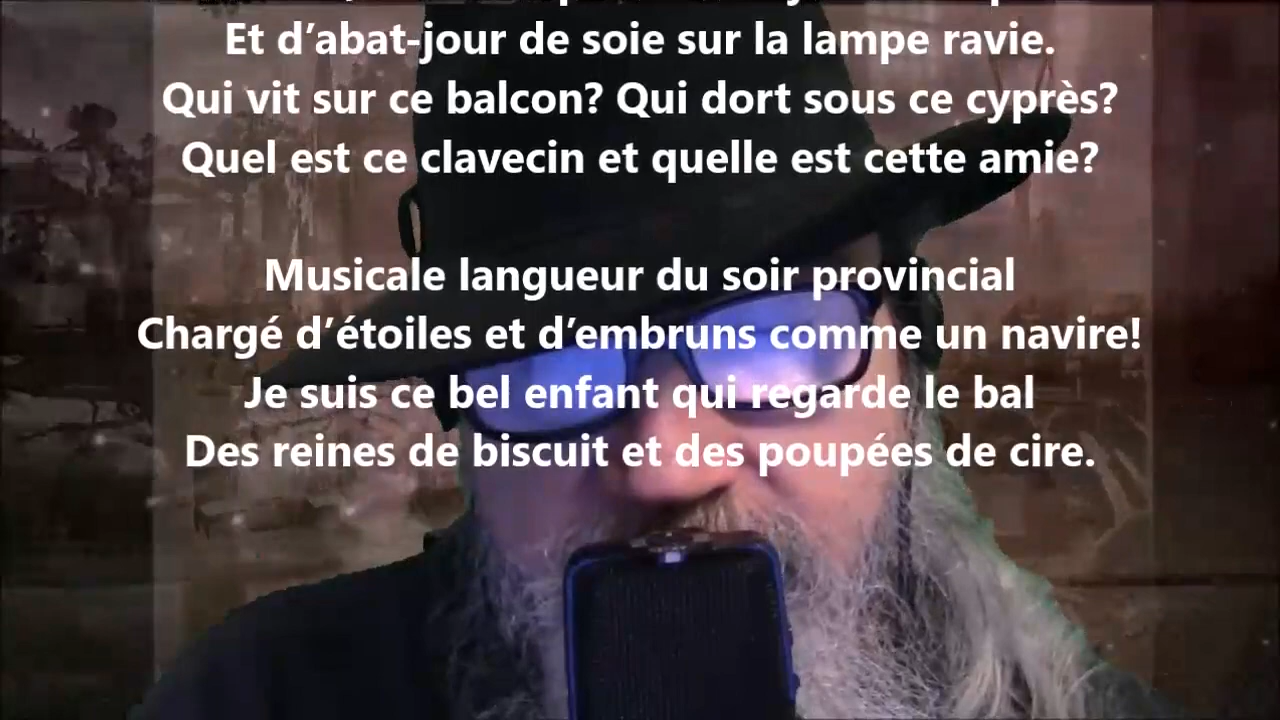 Et d’abat-jour de soie sur la lampe ravie.
Qui vit sur ce balcon? Qui dort sous ce cyprès?
Quel est ce clavecin et quelle est cette amie?
Musicale langueur du soir provincial
Chargé d’étoiles et d’embruns comme un navire!
Je suis ce bel enfant qui regarde le bal
Des reines de biscuit et des poupées de cire.